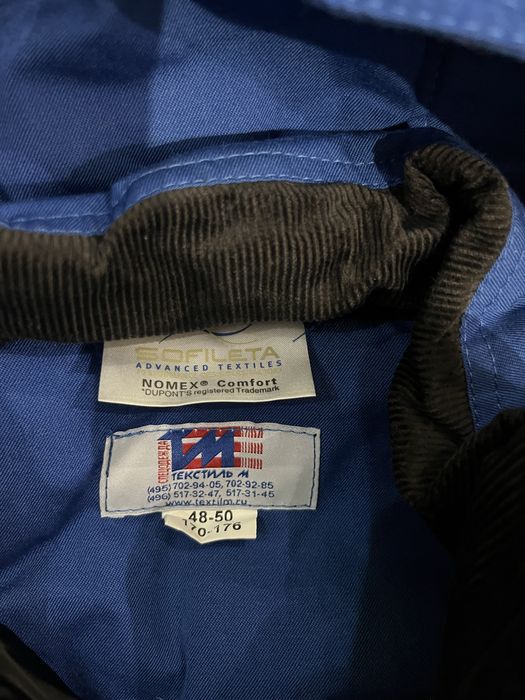 SOFILETA
ADVANCED TEXTILES
NOMEX® Comfort
*DUPONT'S registered Trademark
СПЕЦОДЕЖДА
ТМ
ТЕКСТИЛЬ М
(495)702-94-05, 702-92-85
(496)517-32-47, 517-31-45
www.textilm.ru
48-50
170-176